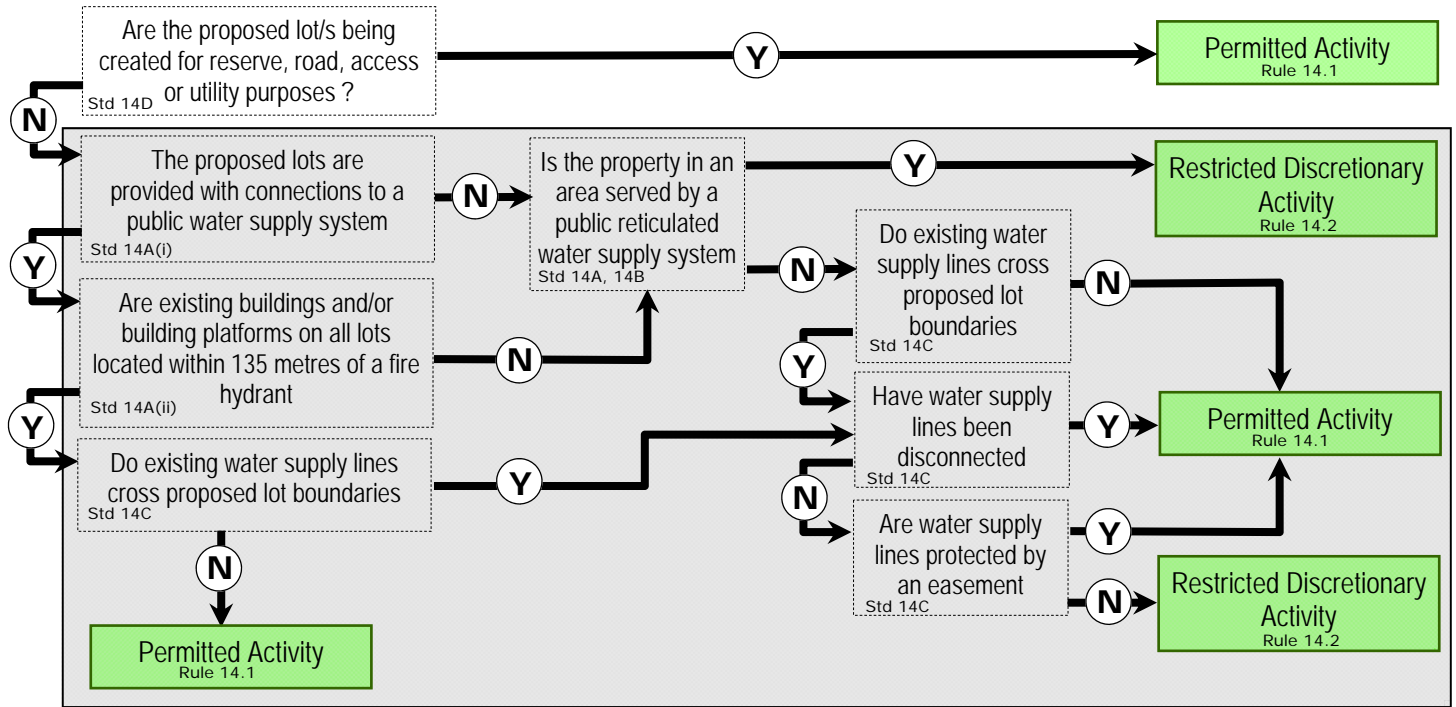 Are the proposed lot/s being
created for reserve, road, access
or utility purposes ?
Std 14D
Y
Permitted Activity
Rule 14.1
N
The proposed lots are
provided with connections to a
public water supply system
Std 14A(i)
N
Is the property in an
area served by a
public reticulated
water supply system
Std 14A, 14B
Y
Restricted Discretionary
Activity
Rule 14.2
Y
N
Do existing water
supply lines cross
proposed lot
boundaries
Std 14C
N
Are existing buildings and/or
building platforms on all lots
located within 135 metres of a fire
hydrant
Std 14A(ii)
N
Y
Have water supply
lines been
disconnected
Std 14C
Y
Permitted Activity
Rule 14.1
Y
Do existing water supply lines
cross proposed lot boundaries
Std 14C
Y
N
Are water supply
lines protected by
an easement
Std 14C
Y
N
Restricted Discretionary
Activity
Rule 14.2
N
Permitted Activity
Rule 14.1